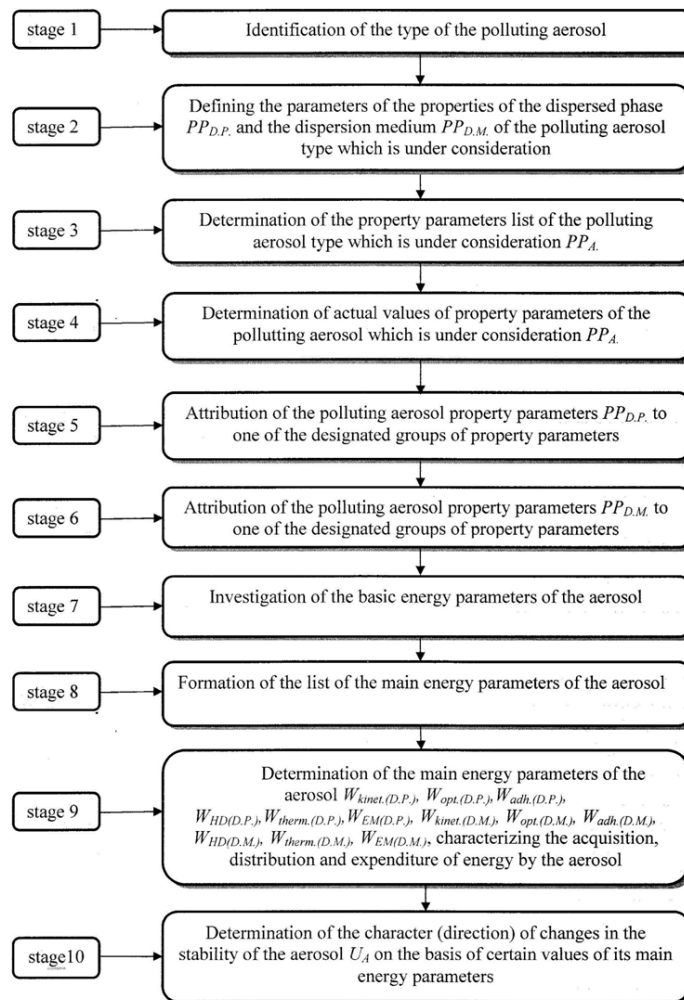 stage 1
Identification of the type of the polluting aerosol
stage 2
Defining the parameters of the properties of the dispersed phase
PP_{D.P.} and the dispersion medium PP_{D.M.} of the polluting aerosol
type which is under consideration
stage 3
Determination of the property parameters list of the polluting
aerosol type which is under consideration PP_{A.}
stage 4
Determination of actual values of property parameters of the
pollutting aerosol which is under consideration PP_{A.}
stage 5
Attribution of the polluting aerosol property parameters PP_{D.P.} to
one of the designated groups of property parameters
stage 6
Attribution of the polluting aerosol property parameters PP_{D.M.} to
one of the designated groups of property parameters
stage 7
Investigation of the basic energy parameters of the aerosol
stage 8
Formation of the list of the main energy parameters of the aerosol
stage 9
Determination of the main energy parameters of the
aerosol W_{kinet.(D.P.)}, W_{opt.(D.P.)}, W_{adh.(D.P.)},
W_{HD(D.P.)}, W_{therm.(D.P.)}, W_{EM(D.P.)}, W_{kinet.(D.M.)}, W_{opt.(D.M.)}, W_{adh.(D.M.)},
W_{HD(D.M.)}, W_{therm.(D.M.)}, W_{EM(D.M.)}, characterizing the acquisition,
distribution and expenditure of energy by the aerosol
stage10
Determination of the character (direction) of changes in the
stability of the aerosol U_A on the basis of certain values of its main
energy parameters